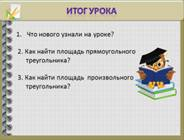 ИТОГ УРОКА
1. Что нового узнали на уроке?
2. Как найти площадь прямоугольного
треугольника?
3. Как найти площадь произвольного
треугольника?